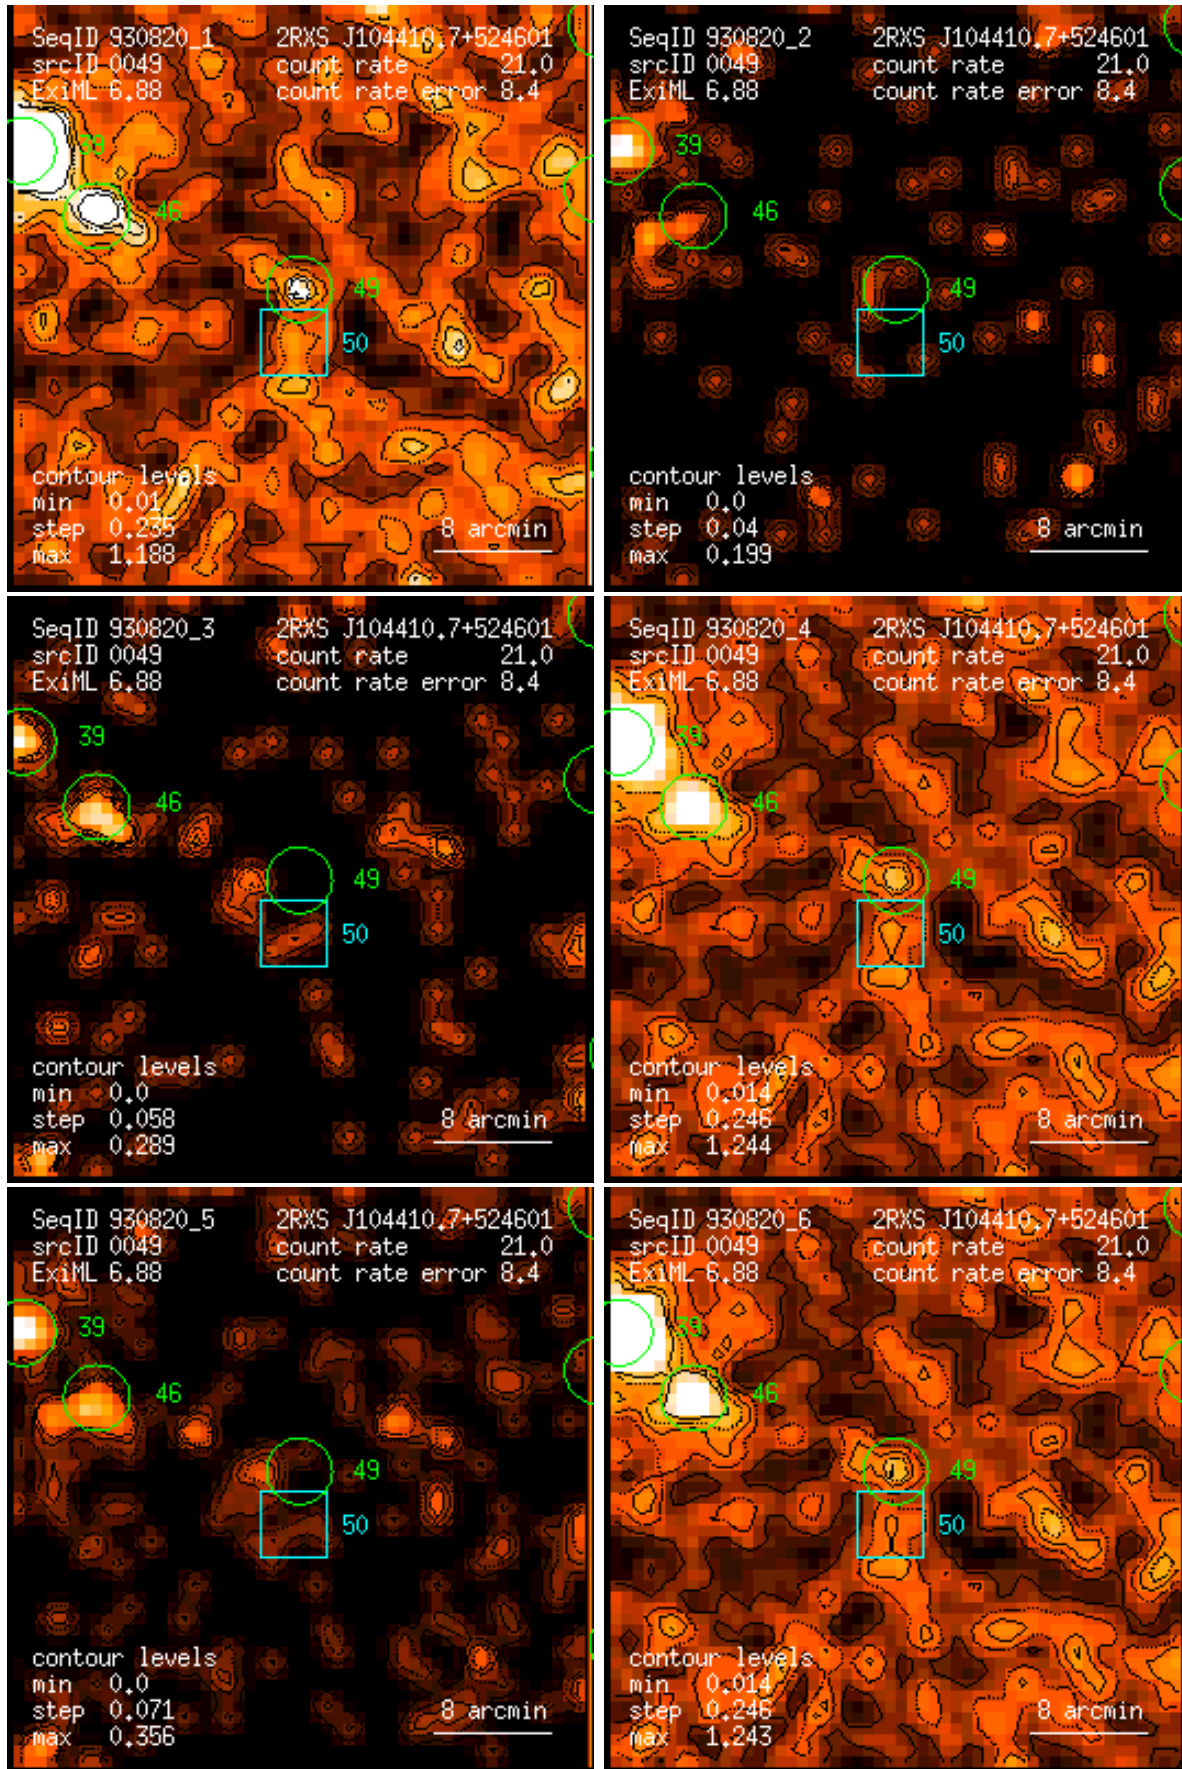 SeqID 930820_1 2RXS J104410.7+524601
srcID 0049 count rate 21.0
ExiML 6.88 count rate error 8.4
39
46
49
50
contour levels
min 0.01
step 0.235 8 arcmin
max 1.188
SeqID 930820_2 2RXS J104410.7+524601
srcID 0049 count rate 21.0
ExiML 6.88 count rate error 8.4
39
46
49
50
contour levels
min 0.0
step 0.04 8 arcmin
max 0.199
SeqID 930820_3 2RXS J104410.7+524601
srcID 0049 count rate 21.0
ExiML 6.88 count rate error 8.4
39
46
49
50
contour levels
min 0.0
step 0.058 8 arcmin
max 0.289
SeqID 930820_4 2RXS J104410.7+524601
srcID 0049 count rate 21.0
ExiML 6.88 count rate error 8.4
39
46
49
50
contour levels
min 0.014
step 0.246 8 arcmin
max 1.244
SeqID 930820_5 2RXS J104410.7+524601
srcID 0049 count rate 21.0
ExiML 6.88 count rate error 8.4
39
46
49
50
contour levels
min 0.0
step 0.071 8 arcmin
max 0.356
SeqID 930820_6 2RXS J104410.7+524601
srcID 0049 count rate 21.0
ExiML 6.88 count rate error 8.4
39
46
49
50
contour levels
min 0.014
step 0.246 8 arcmin
max 1.243